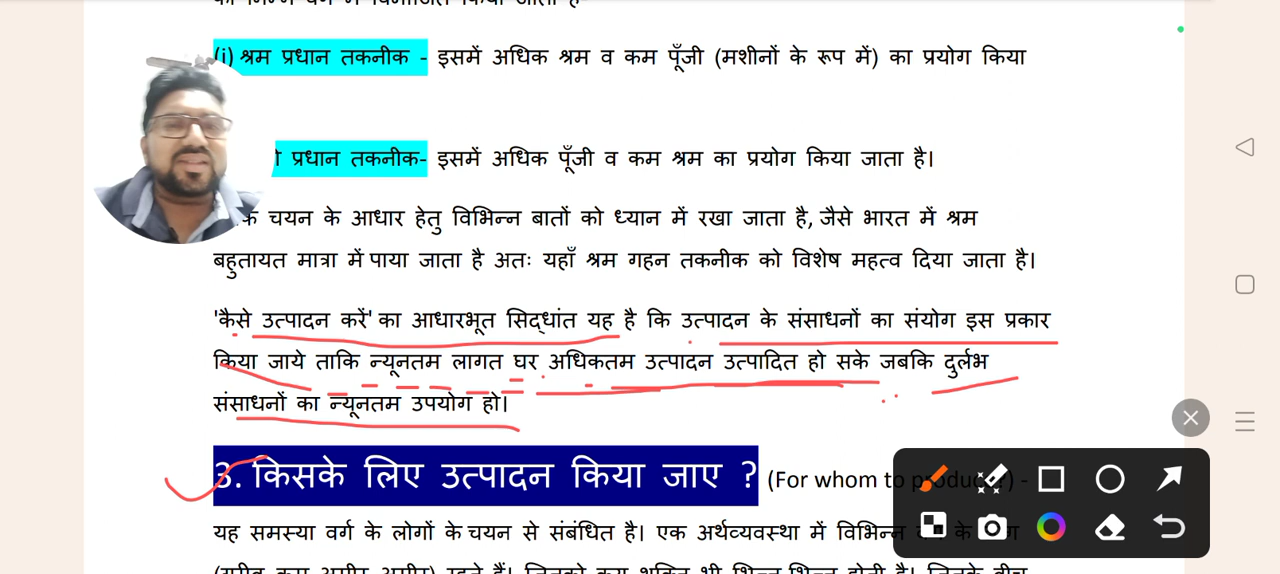 (i) श्रम प्रधान तकनीक - इसमें अधिक श्रम व कम पूँजी (मशीनों के रूप में) का प्रयोग किया
प्रधान तकनीक- इसमें अधिक पूँजी व कम श्रम का प्रयोग किया जाता है।
चयन के आधार हेतु विभिन्न बातों को ध्यान में रखा जाता है, जैसे भारत में श्रम
बहुतायत मात्रा में पाया जाता है अतः यहाँ श्रम गहन तकनीक को विशेष महत्व दिया जाता है।
'कैसे उत्पादन करें' का आधारभूत सिद्धांत यह है कि उत्पादन के संसाधनों का संयोग इस प्रकार
किया जाये ताकि न्यूनतम लागत घर अधिकतम उत्पादन उत्पादित हो सके जबकि दुर्लभ
संसाधनों का न्यूनतम उपयोग हो।
3. किसके लिए उत्पादन किया जाए ? (For whom to produce?) -
यह समस्या वर्ग के लोगों के चयन से संबंधित है। एक अर्थव्यवस्था में विभिन्न